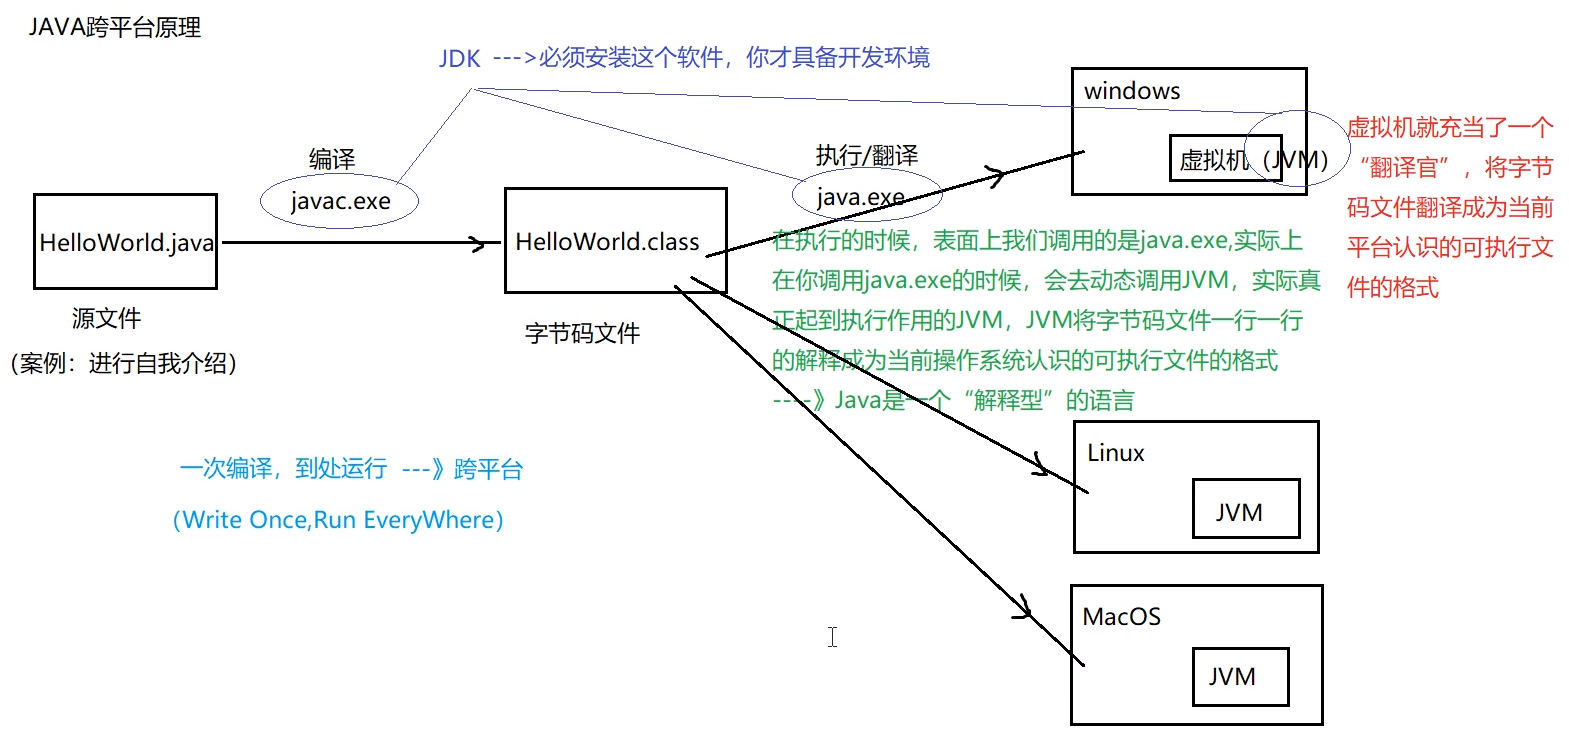 JAVA跨平台原理
JDK --->必须安装这个软件，你才具备开发环境
编译
javac.exe
执行/翻译
java.exe
windows
虚拟机（JVM）
虚拟机就充当了一个
“翻译官”，将字节
码文件翻译成为当前
平台认识的可执行文
件的格式
HelloWorld.java
源文件
（案例：进行自我介绍）
HelloWorld.class
字节码文件
在执行的时候，表面上我们调用的是java.exe,实际上
在你调用java.exe的时候，会去动态调用JVM，实际真
正起到执行作用的JVM，JVM将字节码文件一行一行
的解释成为当前操作系统认识的可执行文件的格式
----》Java是一个“解释型”的语言
一次编译，到处运行 ---》跨平台
（Write Once,Run EveryWhere）
Linux
JVM
MacOS
JVM